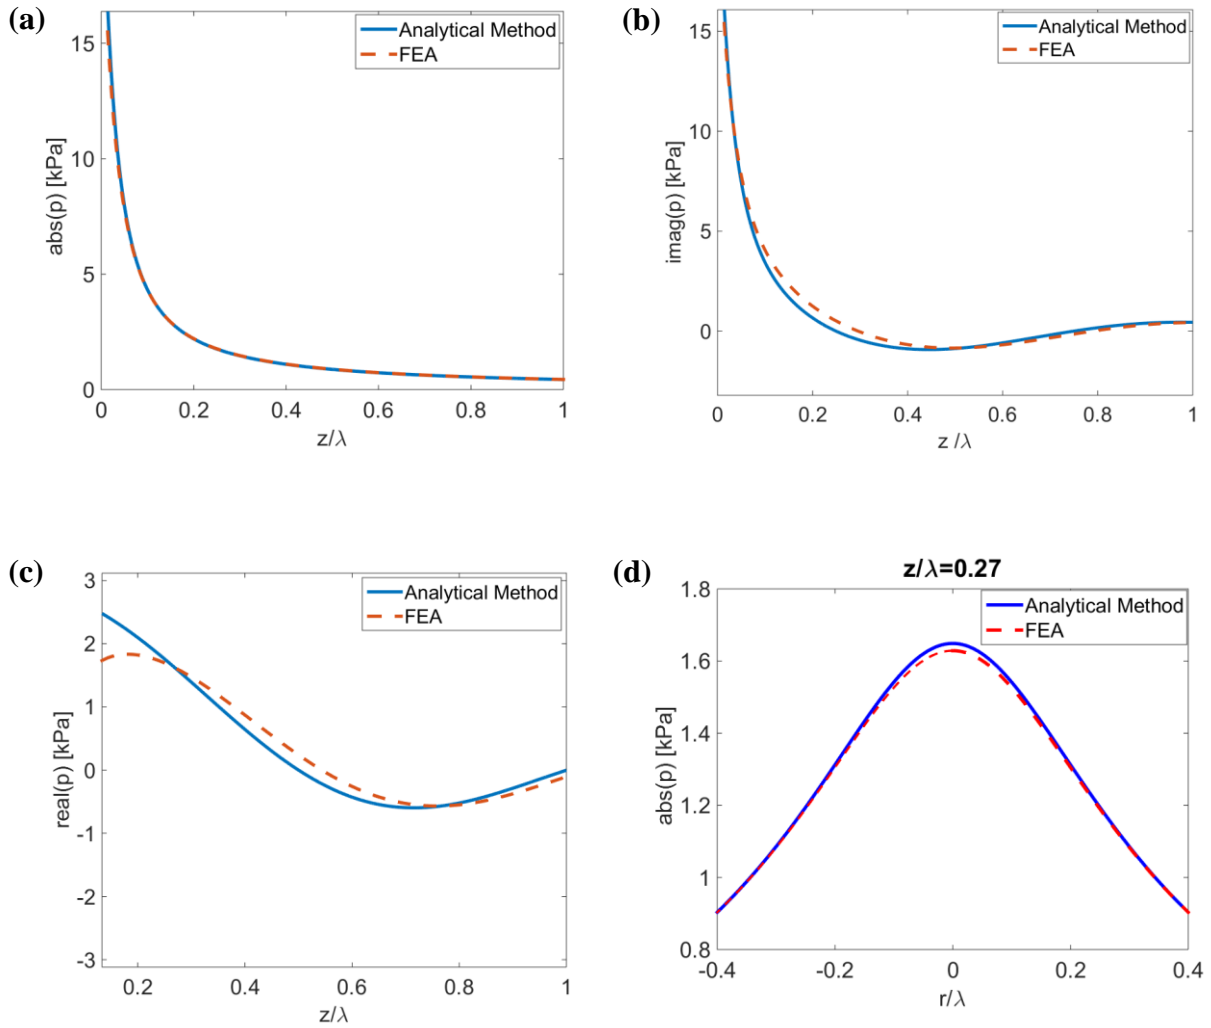 (a)
Analytical Method
FEA
15
10
5
0
abs(p) [kPa]
0 0.2 0.4 0.6 0.8 1
z/λ
(b)
Analytical Method
FEA
15
10
5
0
imag(p) [kPa]
0 0.2 0.4 0.6 0.8 1
z /λ
(c)
Analytical Method
FEA
3
2
1
0
-1
-2
-3
real(p) [kPa]
0.2 0.4 0.6 0.8 1
z/λ
(d)
z/λ=0.27
Analytical Method
FEA
1.8
1.6
1.4
1.2
1
0.8
abs(p) [kPa]
-0.4 -0.2 0 0.2 0.4
r/λ